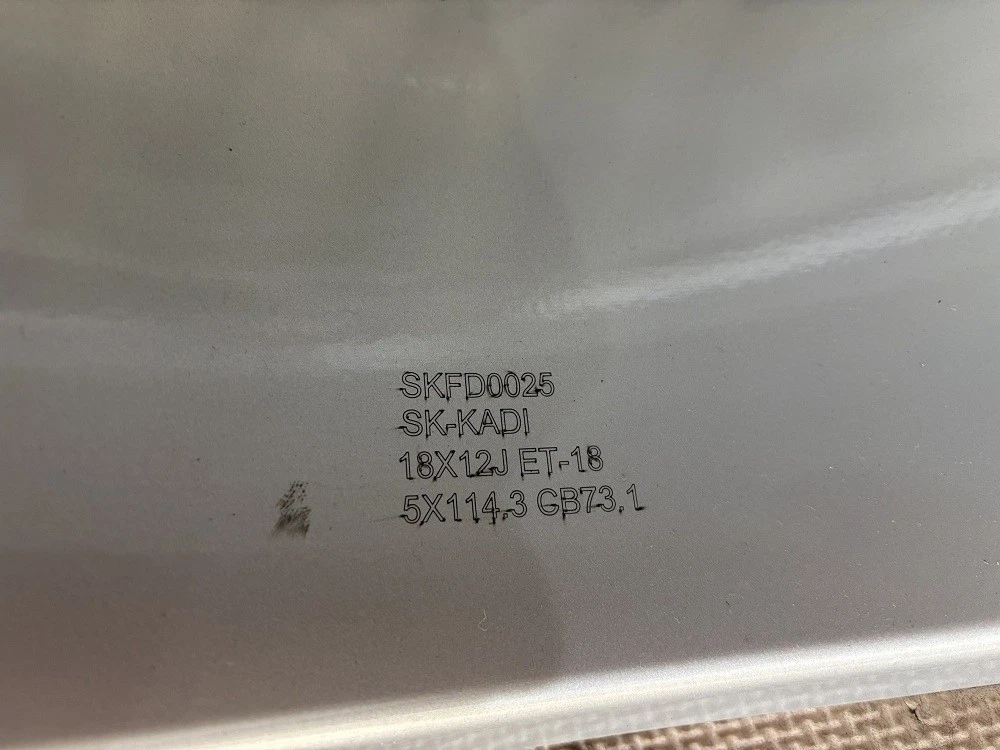 SKFD0025
SK-KADI
18X12J ET-18
5X114.3 GB73.1